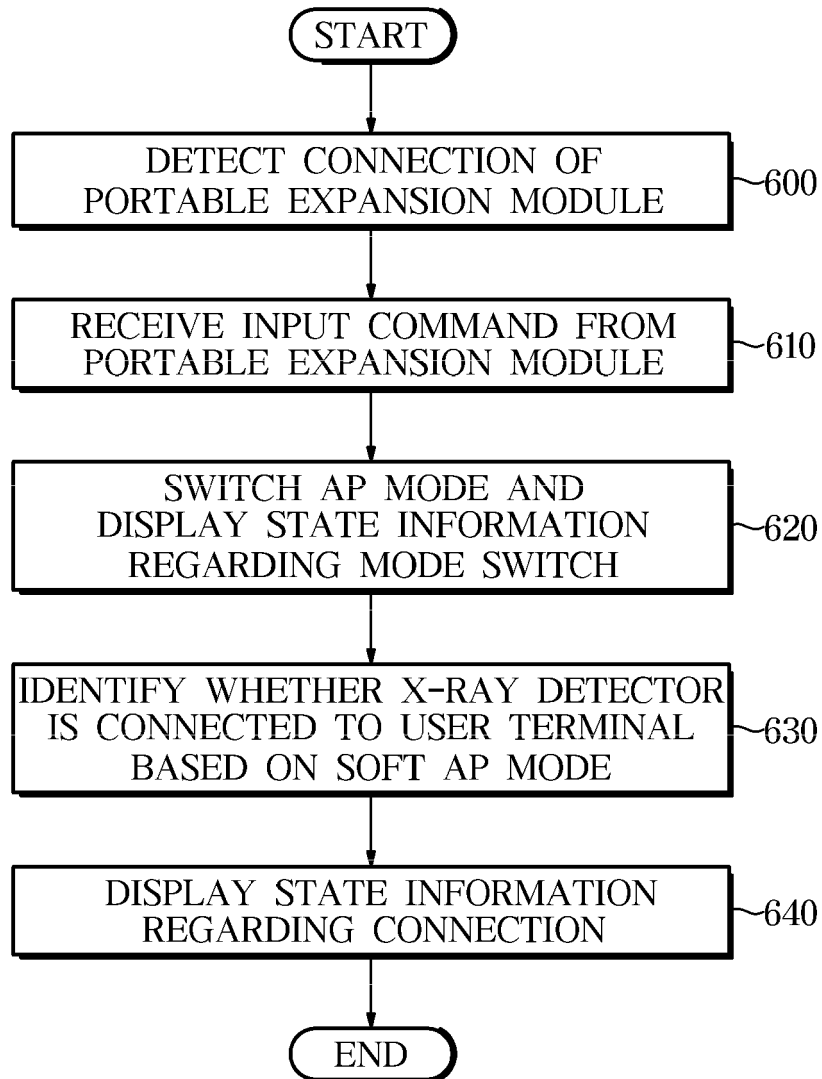 START
DETECT CONNECTION OF
PORTABLE EXPANSION MODULE
600
RECEIVE INPUT COMMAND FROM
PORTABLE EXPANSION MODULE
610
SWITCH AP MODE AND
DISPLAY STATE INFORMATION
REGARDING MODE SWITCH
620
IDENTIFY WHETHER X-RAY DETECTOR
IS CONNECTED TO USER TERMINAL
BASED ON SOFT AP MODE
630
DISPLAY STATE INFORMATION
REGARDING CONNECTION
640
END